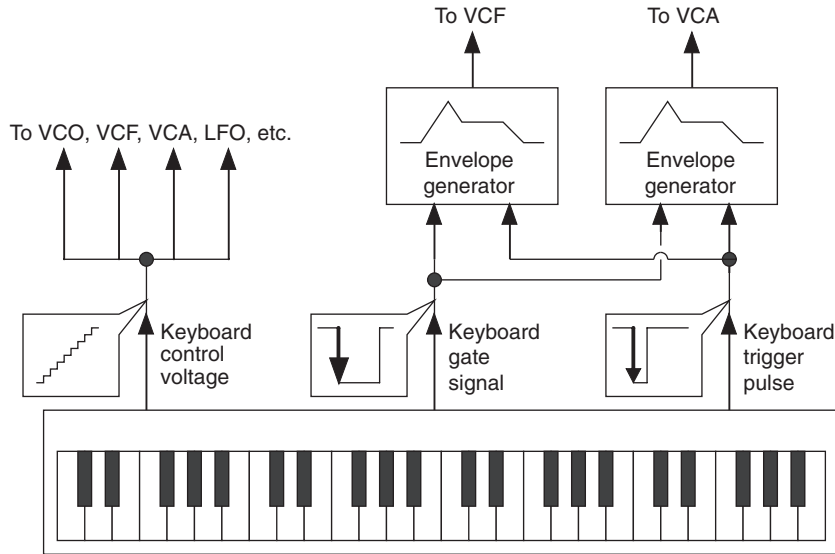 To VCF
To VCA
To VCO, VCF, VCA, LFO, etc.
Envelope
generator
Envelope
generator
Keyboard
control
voltage
Keyboard
gate
signal
Keyboard
trigger
pulse